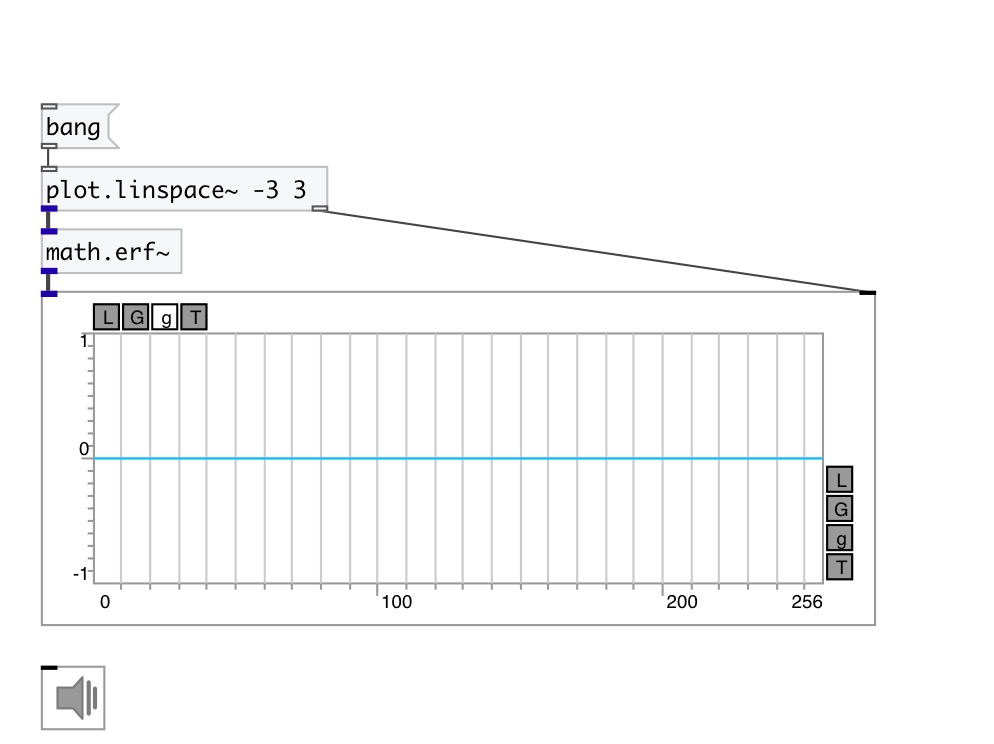 bang
plot.linspace~ -3 3
math.erf~
L G g T
1
0
-1
L
G
g
T
0 100 200 256